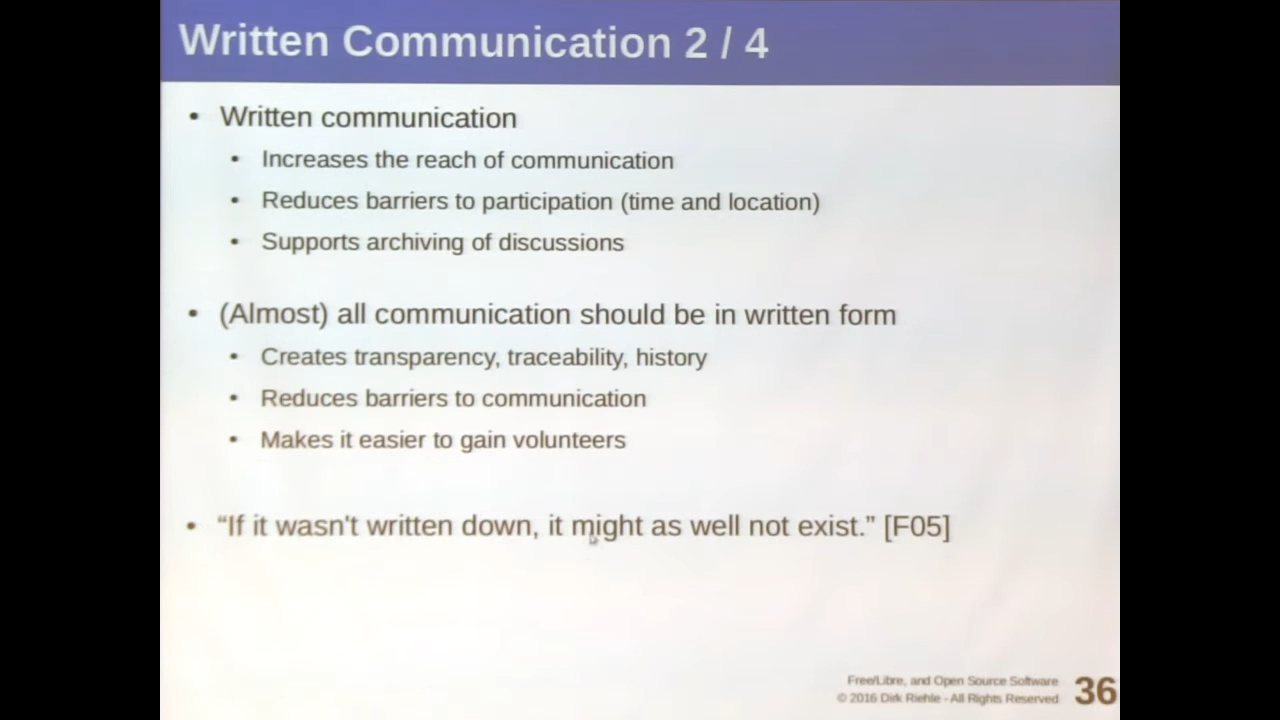 Written Communication 2 / 4
• Written communication
• Increases the reach of communication
• Reduces barriers to participation (time and location)
• Supports archiving of discussions
• (Almost) all communication should be in written form
• Creates transparency, traceability, history
• Reduces barriers to communication
• Makes it easier to gain volunteers
• “If it wasn't written down, it might as well not exist.” [F05]
Free/Libre, and Open Source Software
© 2016 Dirk Riehle - All Rights Reserved
36